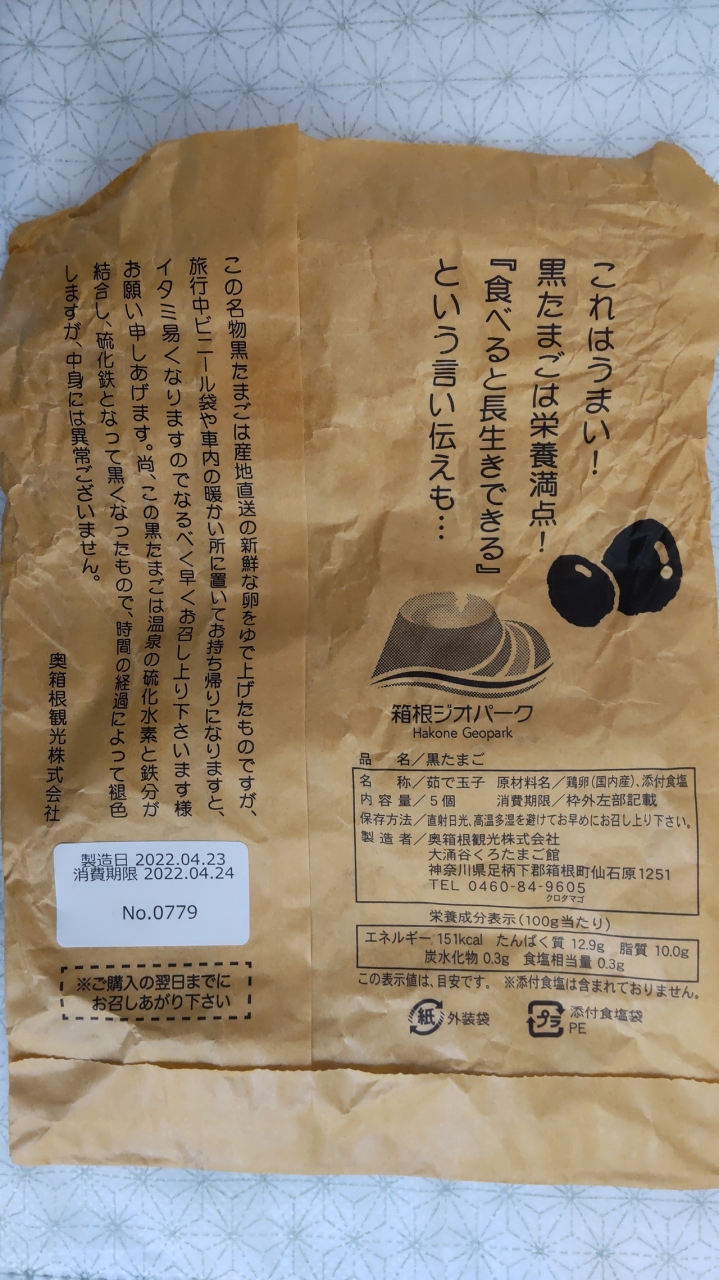 これはうまい!
黒たまごは栄養満点!
『食べると長生きできる』
という言い伝えも…
箱根ジオパーク
Hakone Geopark
この名物黒たまごは産地直送の新鮮な卵をゆで上げたものですが、
旅行中ビニール袋や車内の暖かい所に置いてお持ち帰りになりますと、
イタミ易くなりますのでなるべく早くお召し上り下さいます様
お願い申しあげます。尚、この黒たまごは温泉の硫化水素と鉄分が
結合し、硫化鉄となって黒くなったもので、時間の経過によって褪色
しますが、中身には異常ございません。
奥箱根観光株式会社
品 名/黒たまご
名 称/茹で玉子 原材料名/鶏卵(国内産)、添付食塩
内容量/5個 消費期限/枠外左部記載
保存方法/直射日光、高温多湿を避けてお早めにお召し上り下さい。
製造者/奥箱根観光株式会社
大涌谷くろたまご館
神奈川県足柄下郡箱根町仙石原1251
TEL 0460-84-9605
クロタマゴ
栄養成分表示(100g当たり)
エネルギー 151kcal たんぱく質 12.9g 脂質 10.0g
炭水化物 0.3g 食塩相当量 0.3g
この表示値は、目安です。 ※添付食塩は含まれておりません。
紙 外装袋
プラ 添付食塩袋
PE
製造日 2022.04.23
消費期限 2022.04.24
No.0779
※ご購入の翌日までに
お召しあがり下さい